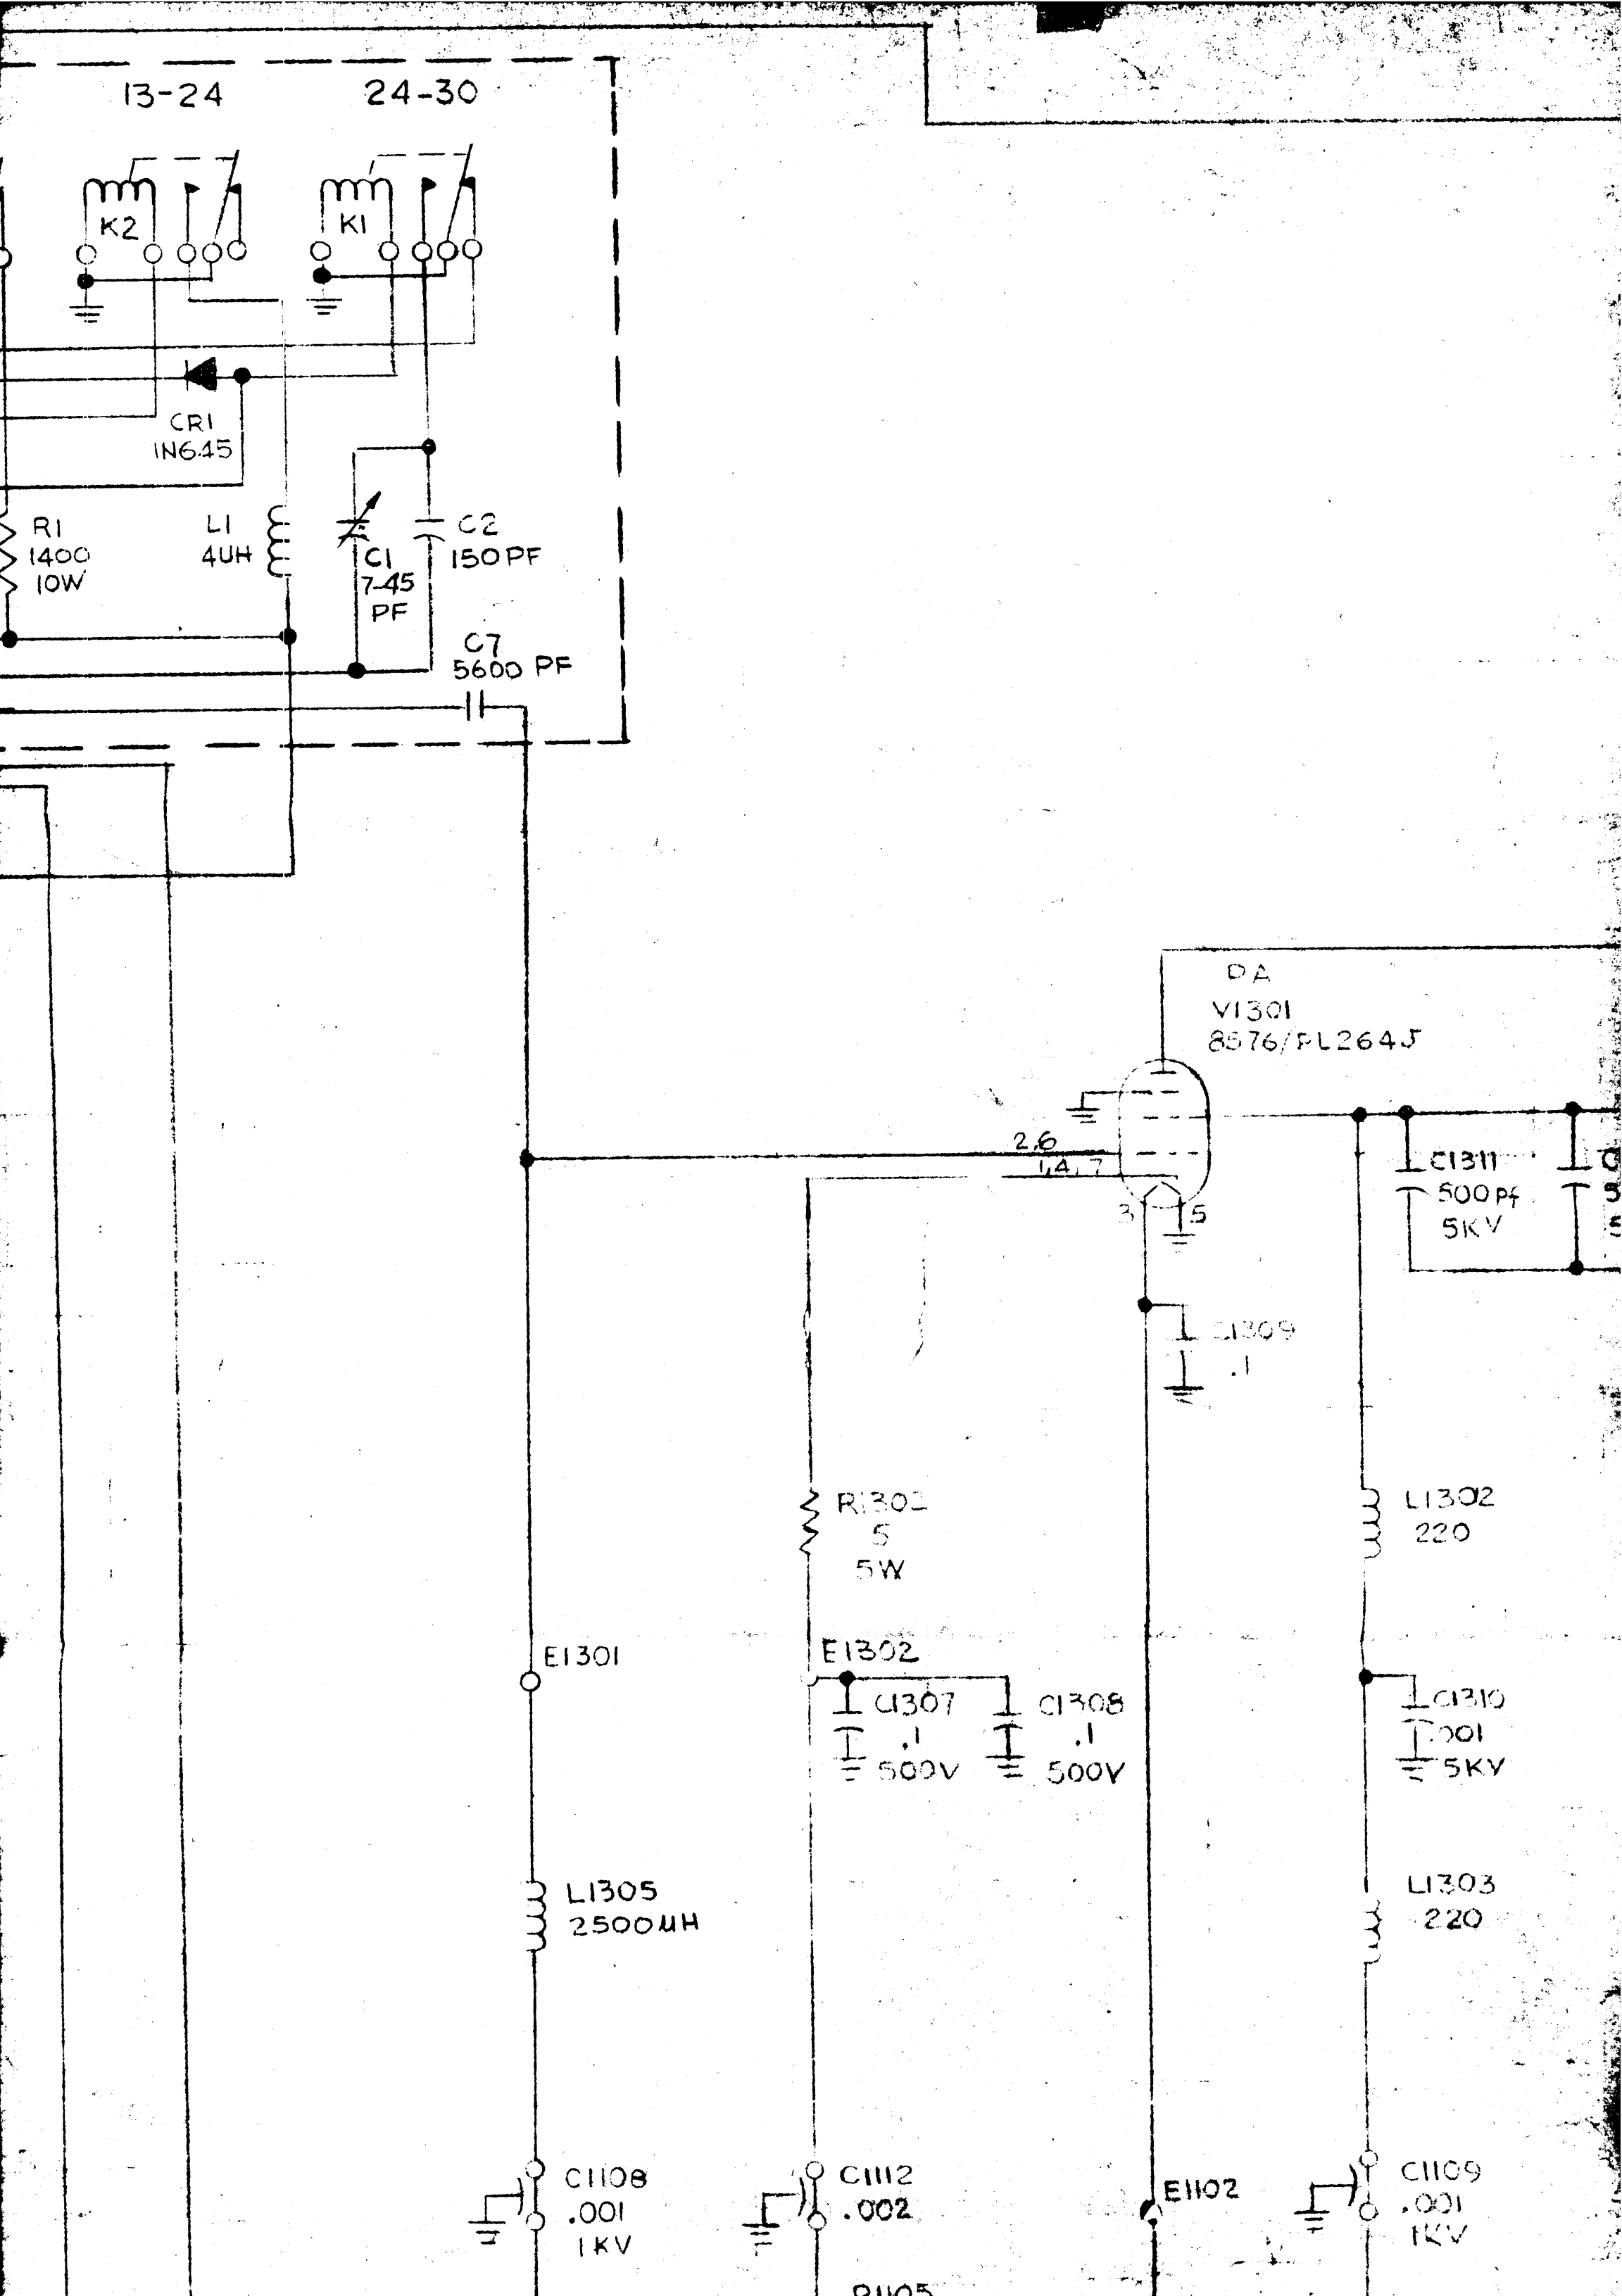 13-24
24-30
K2
K1
CR1
1N645
R1
1400
10W
L1
4UH
C1
7-45
PF
C2
150PF
C7
5600 PF
PA
V1301
8576/PL264J
2,6
1,4,7
3
5
C1311
500pf
5KV
C1309
.1
R1302
5
5W
L1302
220
E1301
E1302
C1307
.1
500V
C1308
.1
500V
C1310
.001
5KV
L1305
2500UH
L1303
220
C1108
.001
1KV
C1112
.002
E1102
C1109
.001
1KV